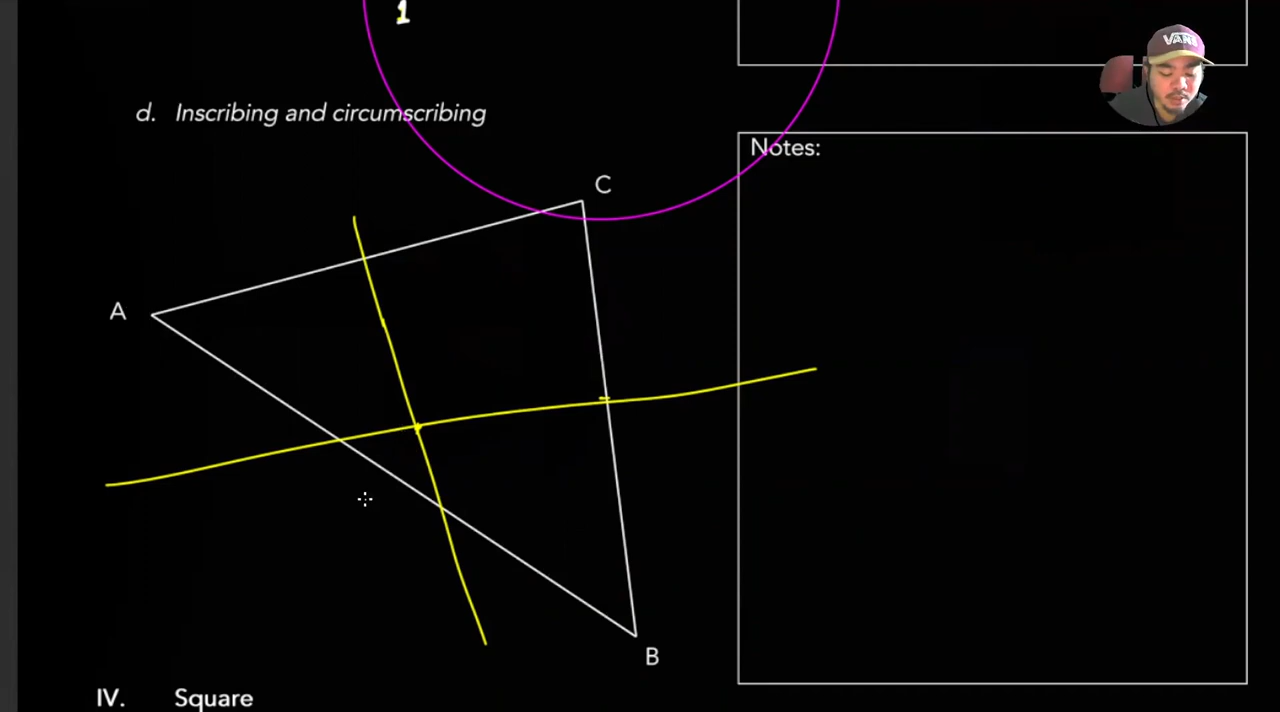 1
d. Inscribing and circumscribing
VANS
Notes:
C
A
B
IV. Square